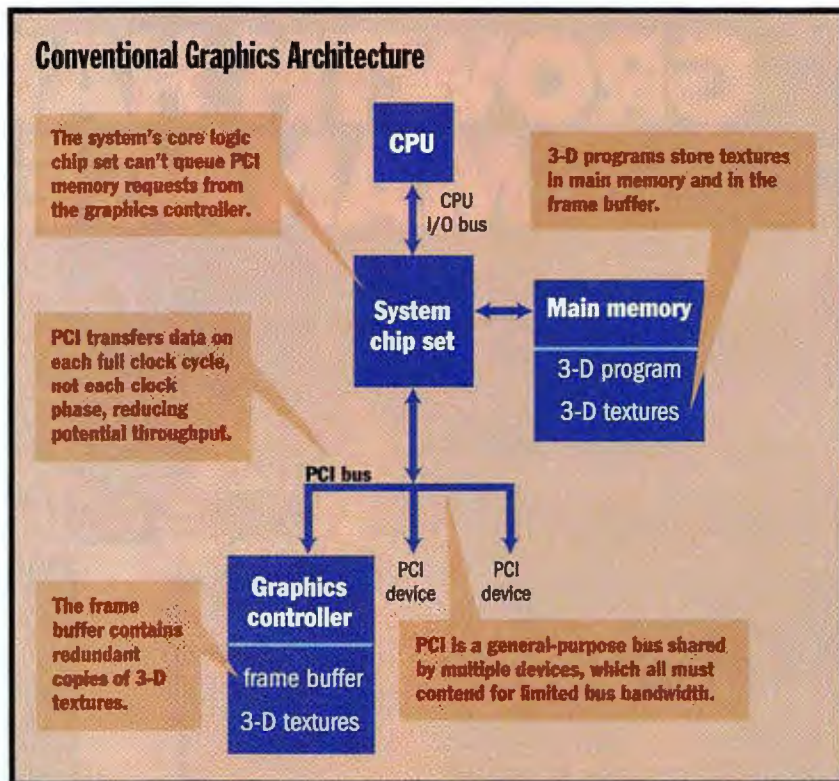 Conventional Graphics Architecture
The system's core logic
chip set can't queue PCI
memory requests from
the graphics controller.
CPU
3-D programs store textures
in main memory and in the
frame buffer.
CPU
I/O bus
System
chip set
Main memory
3-D program
3-D textures
PCI transfers data on
each full clock cycle,
not each clock
phase, reducing
potential throughput.
PCI bus
Graphics
controller
frame buffer
3-D textures
PCI
device
PCI
device
The frame
buffer contains
redundant
copies of 3-D
textures.
PCI is a general-purpose bus shared
by multiple devices, which all must
contend for limited bus bandwidth.